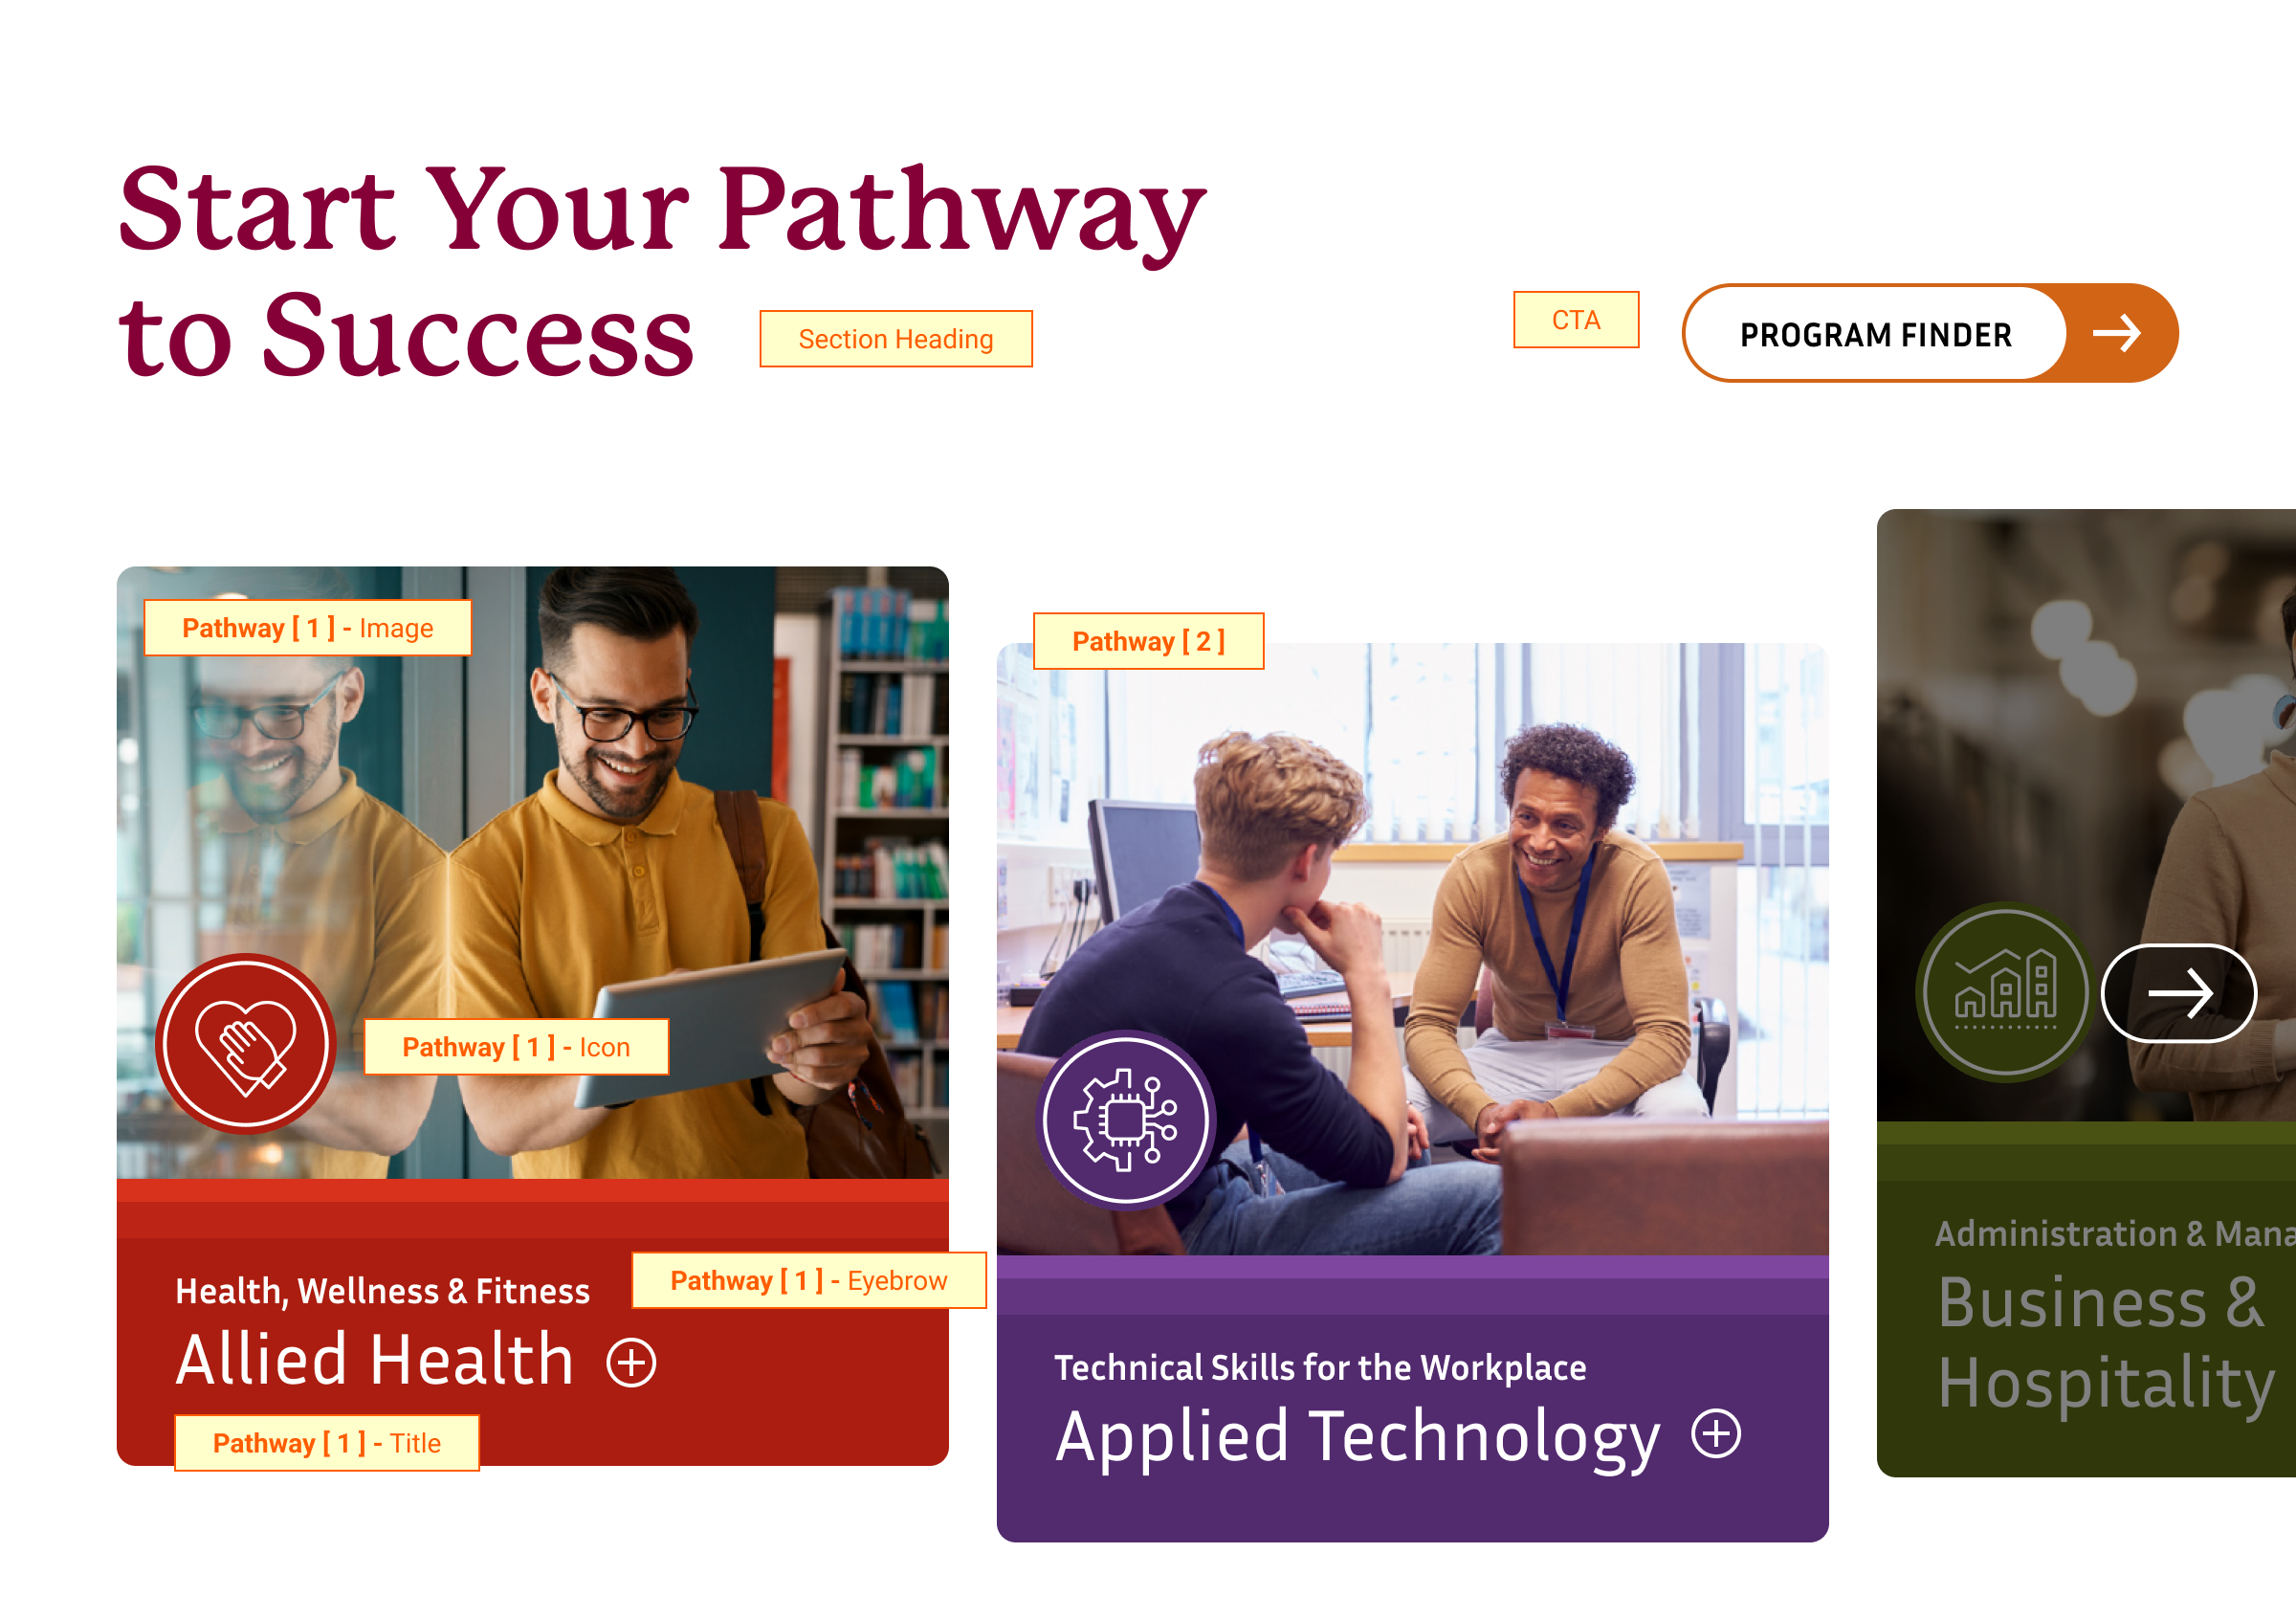 Start Your Pathway
to Success
Section Heading
CTA
PROGRAM FINDER
Pathway [ 1 ] - Image
Pathway [ 1 ] - Icon
Pathway [ 1 ] - Eyebrow
Health, Wellness & Fitness
Allied Health
Pathway [ 1 ] - Title
Pathway [ 2 ]
Technical Skills for the Workplace
Applied Technology
Administration & Mana
Business &
Hospitality